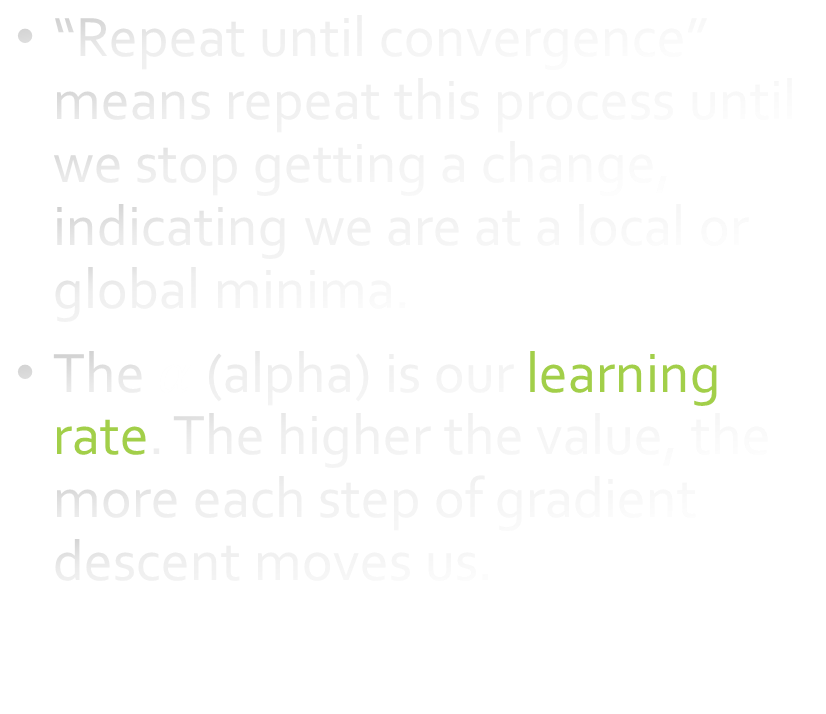 • “Repeat until convergence”
means repeat this process until
we stop getting a change,
indicating we are at a local or
global minima.
• The (alpha) is our learning
rate. The higher the value, the
more each step of gradient
descent moves us.